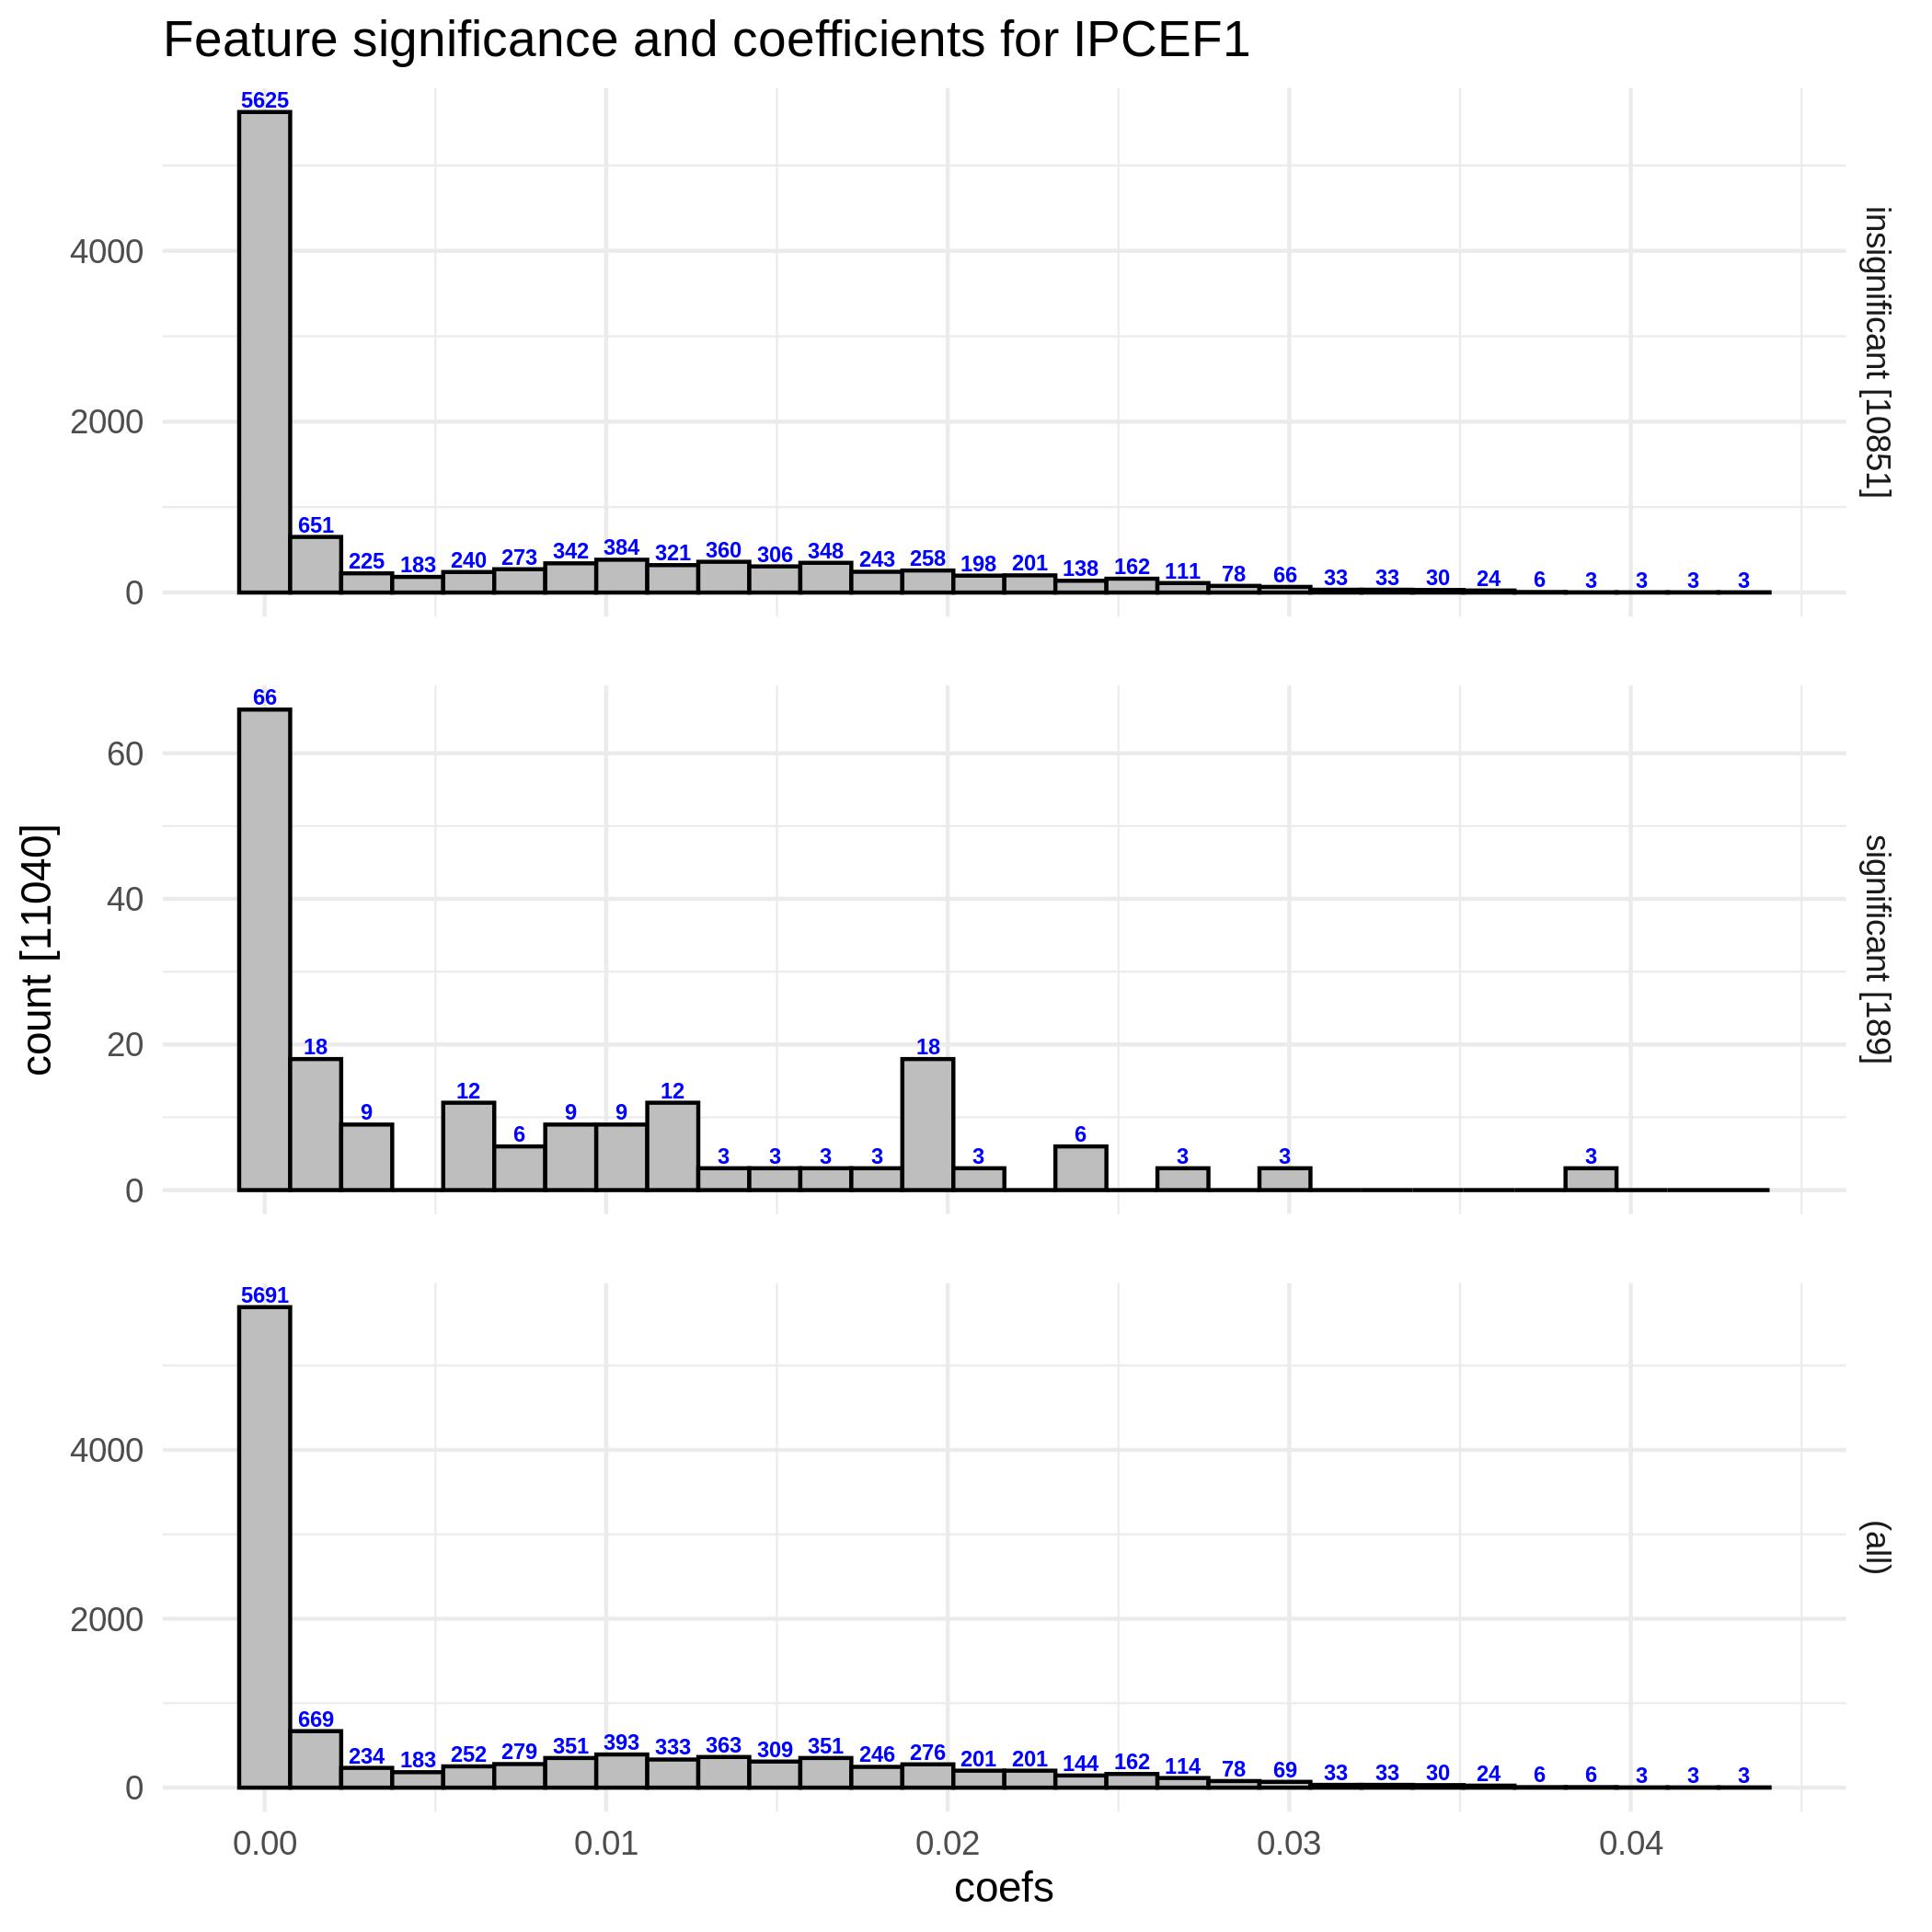 Feature significance and coefficients for IPCEF1
count [11040]
insignificant [10851]
4000
2000
0
5625
651
225 183 240 273 342 384 321 360 306 348 243 258 198 201 138 162 111 78 66 33 33 30 24 6 3 3 3 3
significant [189]
60
40
20
0
66
18
9 12 6 9 9 12 3 3 3 3 18 3 6 3 3 3
(all)
4000
2000
0
5691
669
234 183 252 279 351 393 333 363 309 351 246 276 201 201 144 162 114 78 69 33 33 30 24 6 6 3 3 3
0.00 0.01 0.02 0.03 0.04
coefs